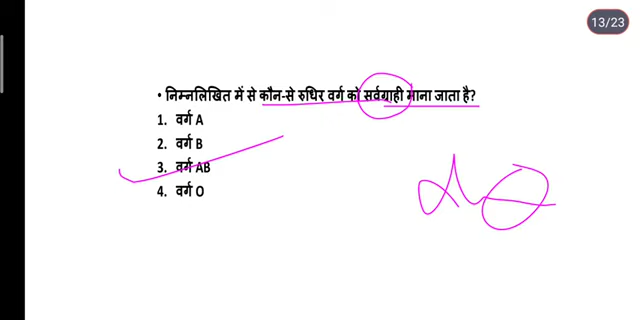 13/23
• निम्नलिखित में से कौन-से रुधिर वर्ग को सर्वग्राही माना जाता है?
1. वर्ग A
2. वर्ग B
3. वर्ग AB
4. वर्ग O